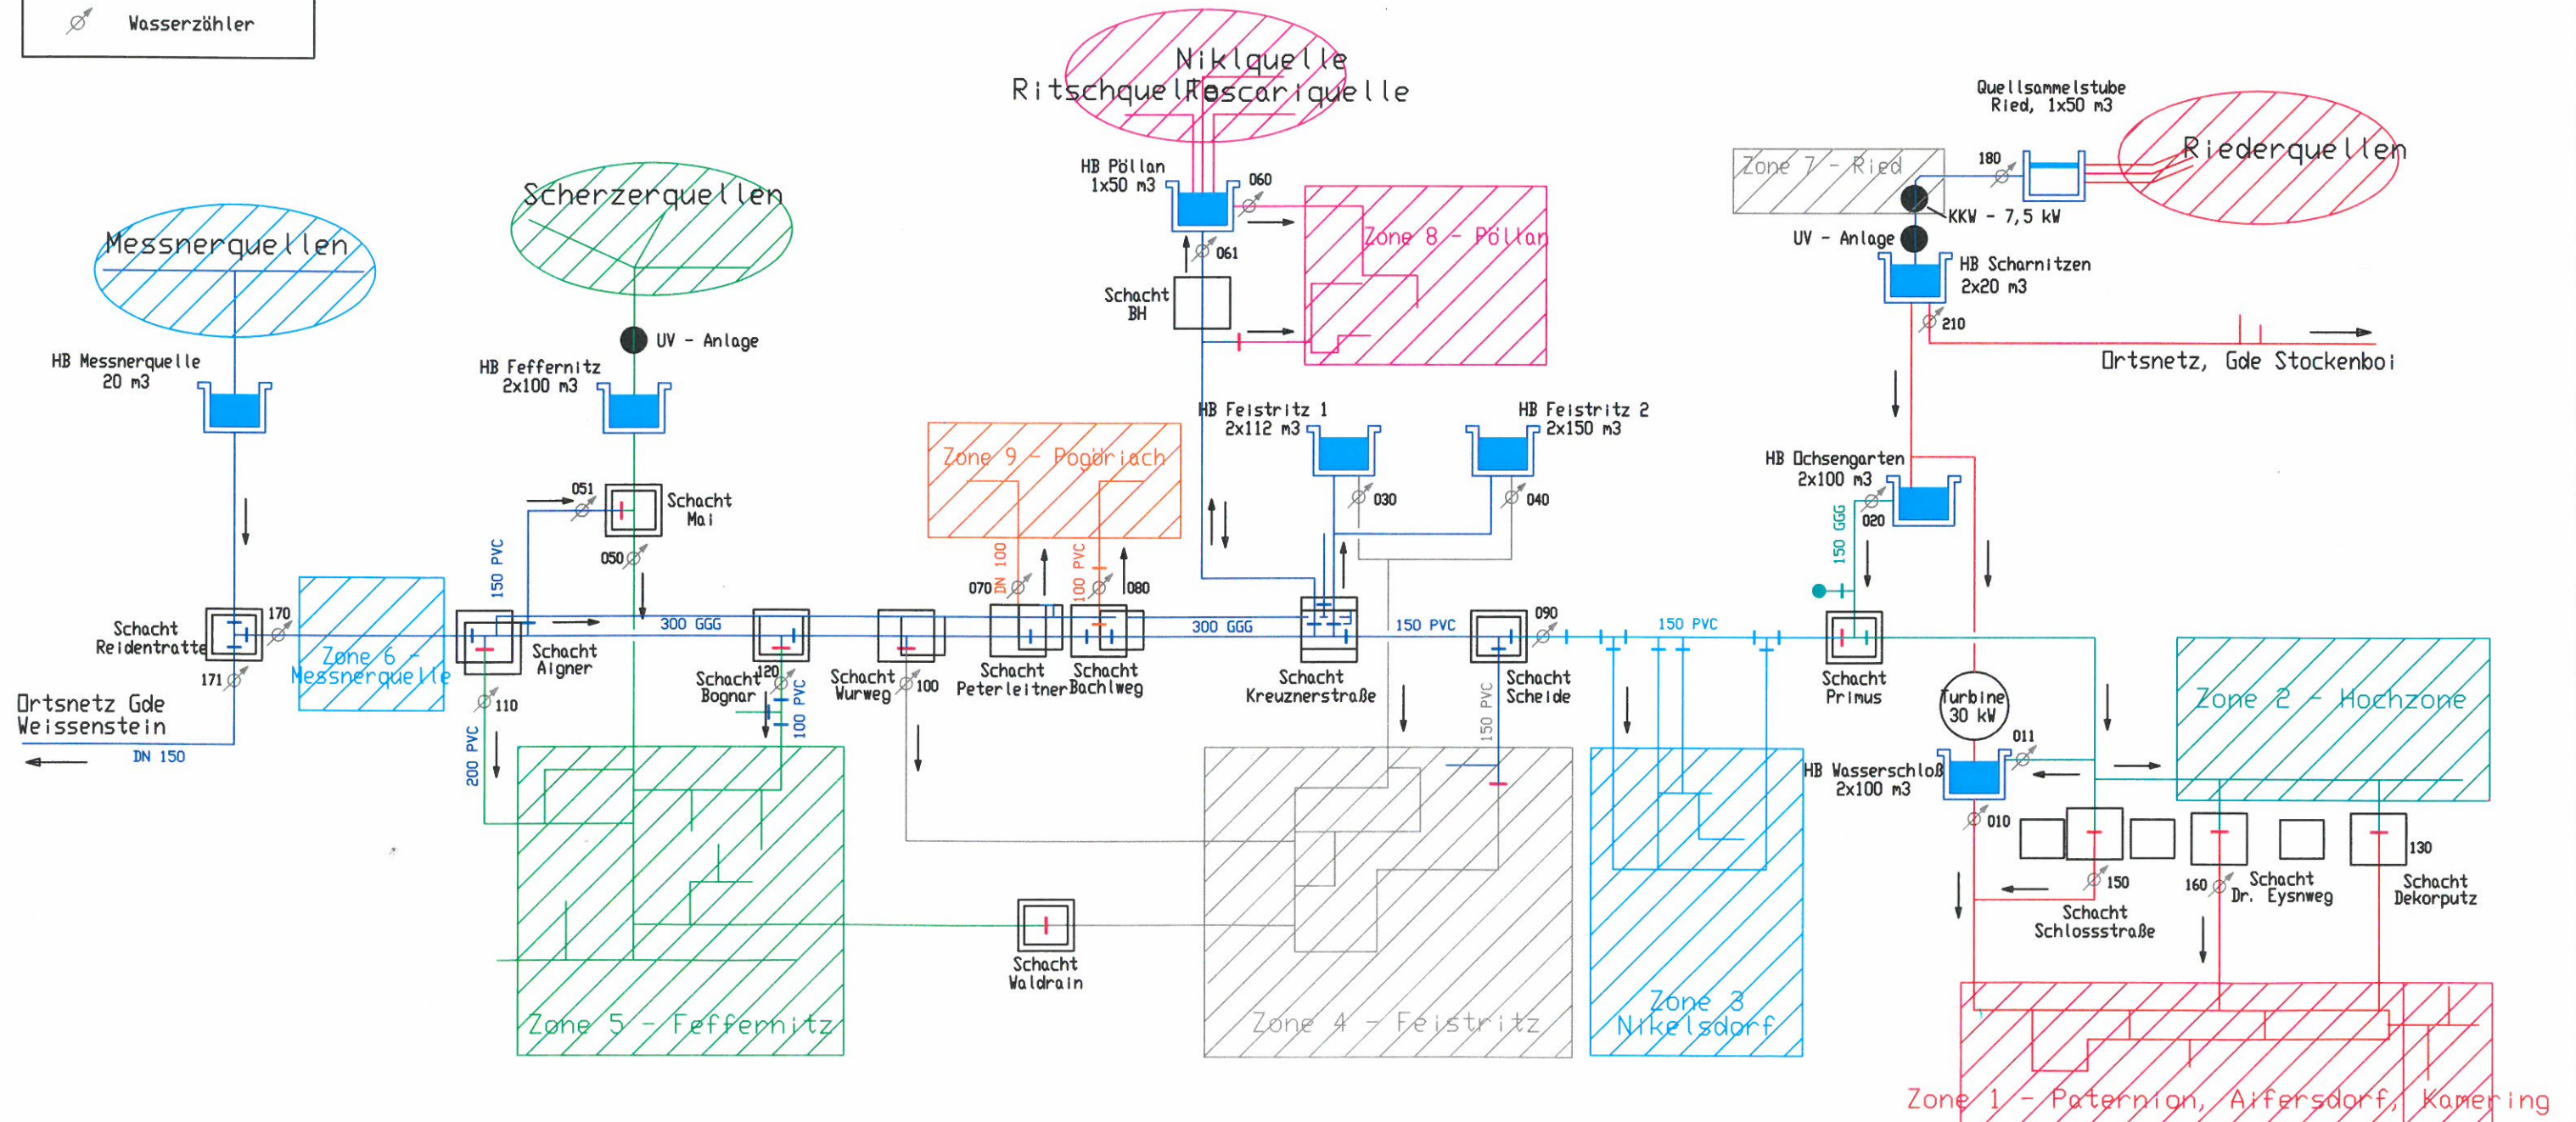 Wasserzähler
Niklquelle
Ritschquelle
Foscariquelle
Quellsammelstube
Ried, 1x50 m3
Riederquellen
Zone 7 - Ried
180
KKW - 7,5 kW
UV - Anlage
HB Scharnitzen
2x20 m3
210
Ortsnetz, Gde Stockenboi
HB Pöllan
1x50 m3
060
061
Zone 8 - Pöllan
Schacht
BH
Scherzerquellen
Messnerquellen
UV - Anlage
HB Messnerquelle
20 m3
HB Feffernitz
2x100 m3
HB Feistritz 1
2x112 m3
HB Feistritz 2
2x150 m3
030
040
Zone 9 - Pogöriach
HB Ochsengarten
2x100 m3
020
150 GGG
051
Schacht
Mai
050
150 PVC
DN 100
100 PVC
070
080
Schacht
Reidentratte
170
171
Zone 6 -
Messnerquelle
Schacht
Aigner
110
200 PVC
300 GGG
Schacht
Bognar
120
100 PVC
Schacht
Wurweg
100
Schacht
Peterleitner
Schacht
Bachlweg
300 GGG
Schacht
Kreuznerstraße
150 PVC
090
Schacht
Scheide
150 PVC
150 PVC
Schacht
Primus
Turbine
30 kW
Zone 2 - Hochzone
Ortsnetz Gde
Weissenstein
DN 150
011
HB Wasserschloß
2x100 m3
010
150
Schacht
Schlossstraße
160
Schacht
Dr. Eysnweg
130
Schacht
Dekorputz
Schacht
Waldrain
Zone 5 - Feffernitz
Zone 4 - Feistritz
Zone 3
Nikelsdorf
Zone 1 - Paternion, Aifersdorf, Kamering